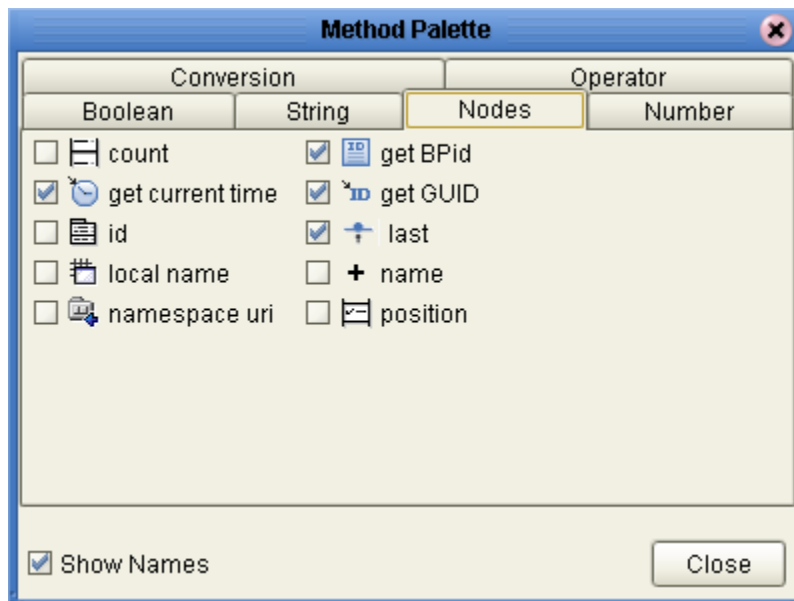 Method Palette
Conversion Operator
Boolean String Nodes Number
count get BPid
get current time get GUID
id last
local name name
namespace uri position
Show Names Close